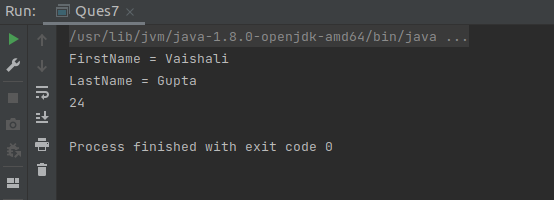 Run: Ques7 ×
/usr/lib/jvm/java-1.8.0-openjdk-amd64/bin/java ...
FirstName = Vaishali
LastName = Gupta
24
Process finished with exit code 0